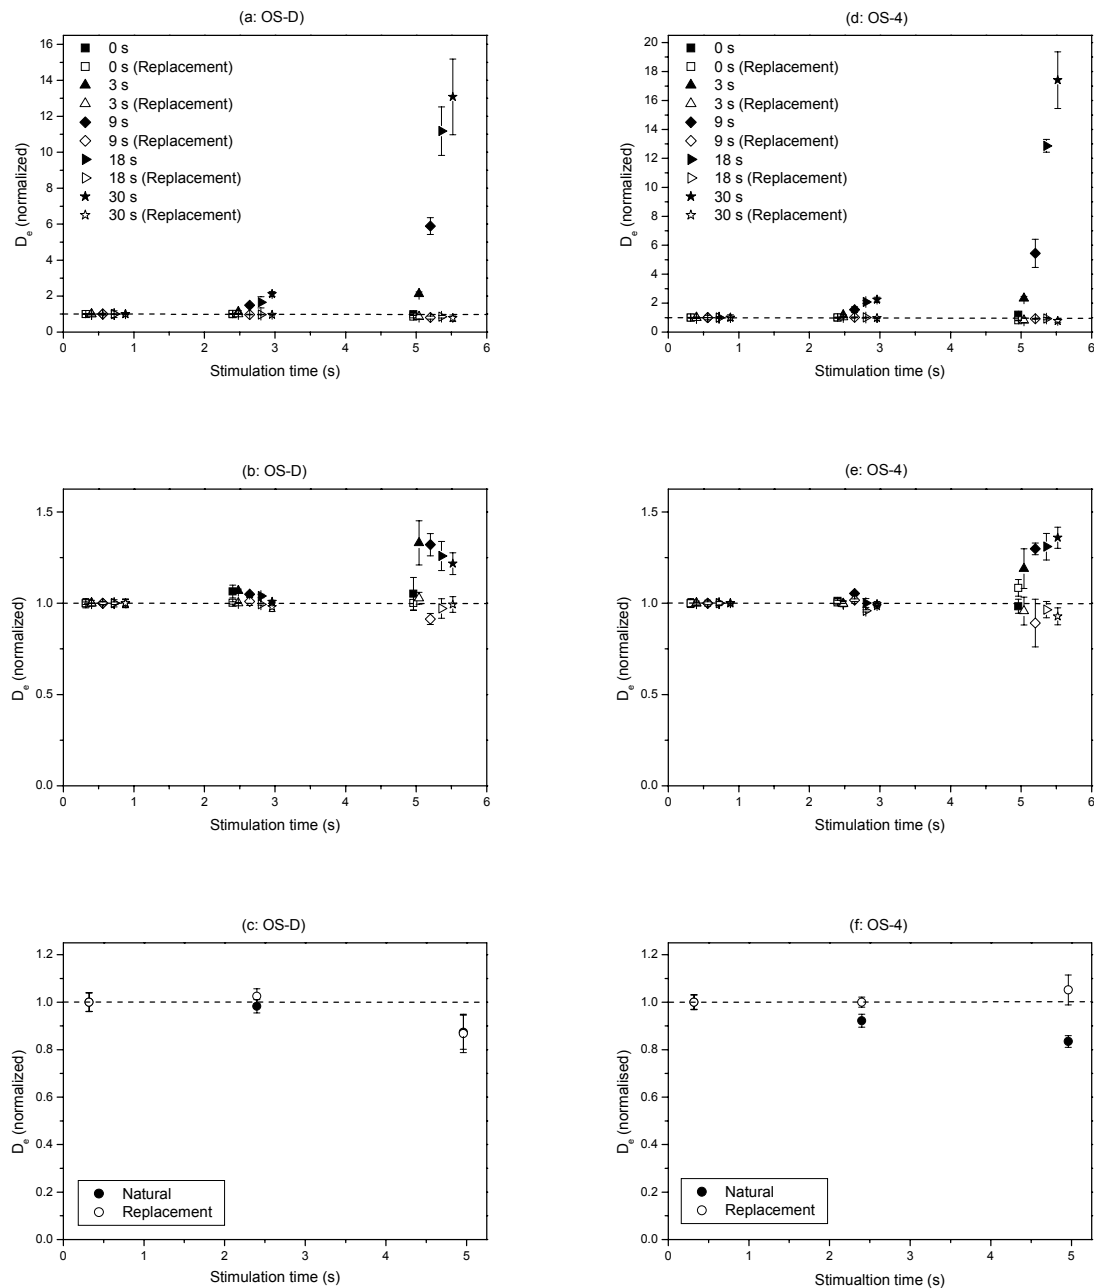 (a: OS-D)
16
14
12
10
8
6
4
2
0
0 s
0 s (Replacement)
3 s
3 s (Replacement)
9 s
9 s (Replacement)
18 s
18 s (Replacement)
30 s
30 s (Replacement)
De (normalized)
0 1 2 3 4 5 6
Stimulation time (s)
(d: OS-4)
20
18
16
14
12
10
8
6
4
2
0
0 s
0 s (Replacement)
3 s
3 s (Replacement)
9 s
9 s (Replacement)
18 s
18 s (Replacement)
30 s
30 s (Replacement)
De (normalized)
0 1 2 3 4 5 6
Stimulation time (s)
(b: OS-D)
1.5
1.0
0.5
0.0
De (normalized)
0 1 2 3 4 5 6
Stimulation time (s)
(e: OS-4)
1.5
1.0
0.5
0.0
De (normalized)
0 1 2 3 4 5 6
Stimulation time (s)
(c: OS-D)
1.2
1.0
0.8
0.6
0.4
0.2
0.0
De (normalized)
Natural
Replacement
0 1 2 3 4 5
Stimulation time (s)
(f: OS-4)
1.2
1.0
0.8
0.6
0.4
0.2
0.0
De (normalised)
Natural
Replacement
0 1 2 3 4 5
Stimualtion time (s)